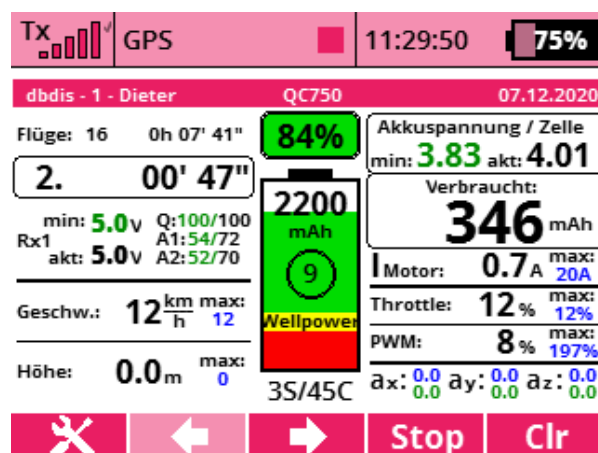 Tx GPS 11:29:50 75%
dbdis - 1 - Dieter QC750 07.12.2020
Flüge: 16 0h 07' 41"
2. 00' 47"
min: 5.0v Q:100/100
Rx1 A1:54/72
akt: 5.0v A2:52/70
Geschw.: 12 km/h max: 12
Höhe: 0.0m max: 0
84%
2200
mAh
9
Wellpower
3S/45C
Akkuspannung / Zelle
min: 3.83 akt: 4.01
Verbraucht:
346 mAh
I Motor: 0.7A max: 20A
Throttle: 12% max: 12%
PWM: 8% max: 197%
ax: 0.0 0.0 ay: 0.0 0.0 az: 0.0 0.0
Stop Clr